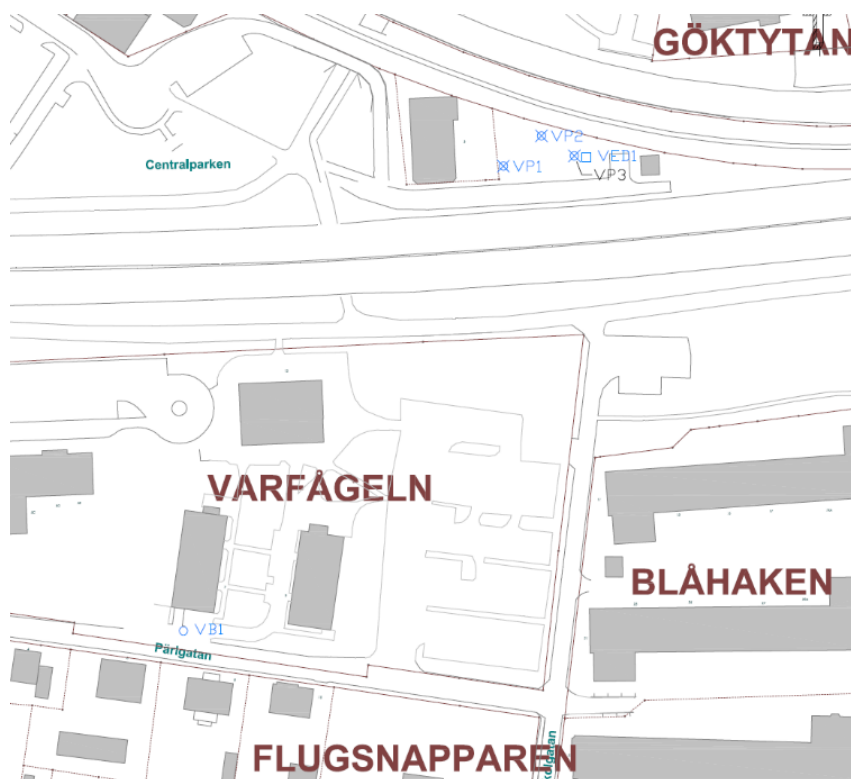 GÖKTYTAN
VP2
Centralparken
VP1
VED1
VP3
VARFÅGELN
BLÅHAKEN
VB1
Pärlgatan
FLUGSNAPPAREN